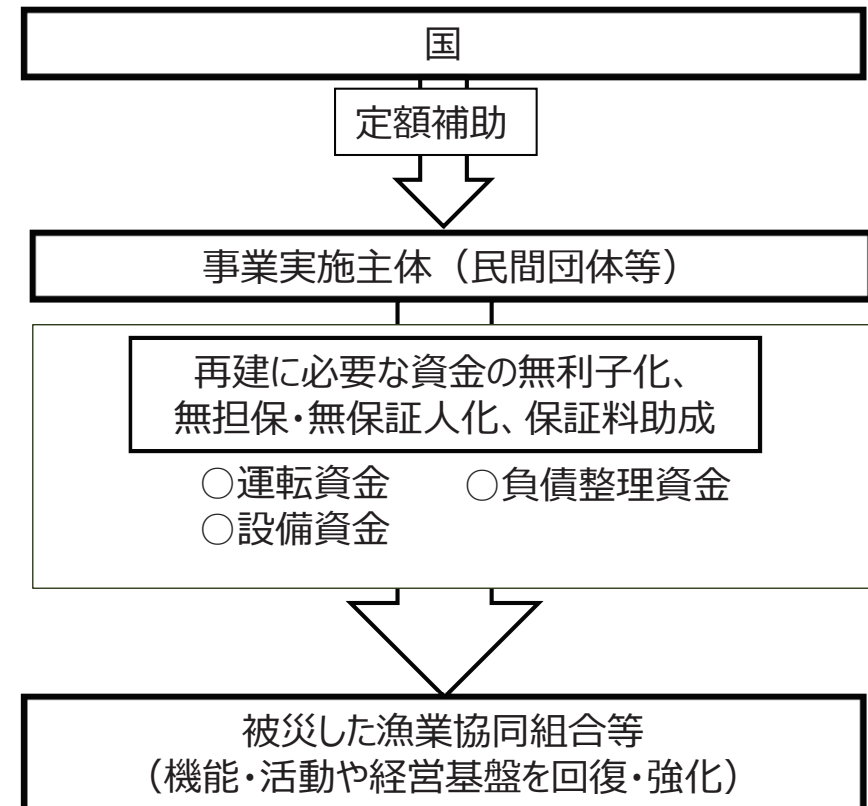 国
定額補助
事業実施主体（民間団体等）
再建に必要な資金の無利子化、
無担保・無保証人化、保証料助成
○運転資金　○負債整理資金
○設備資金
被災した漁業協同組合等
（機能・活動や経営基盤を回復・強化）